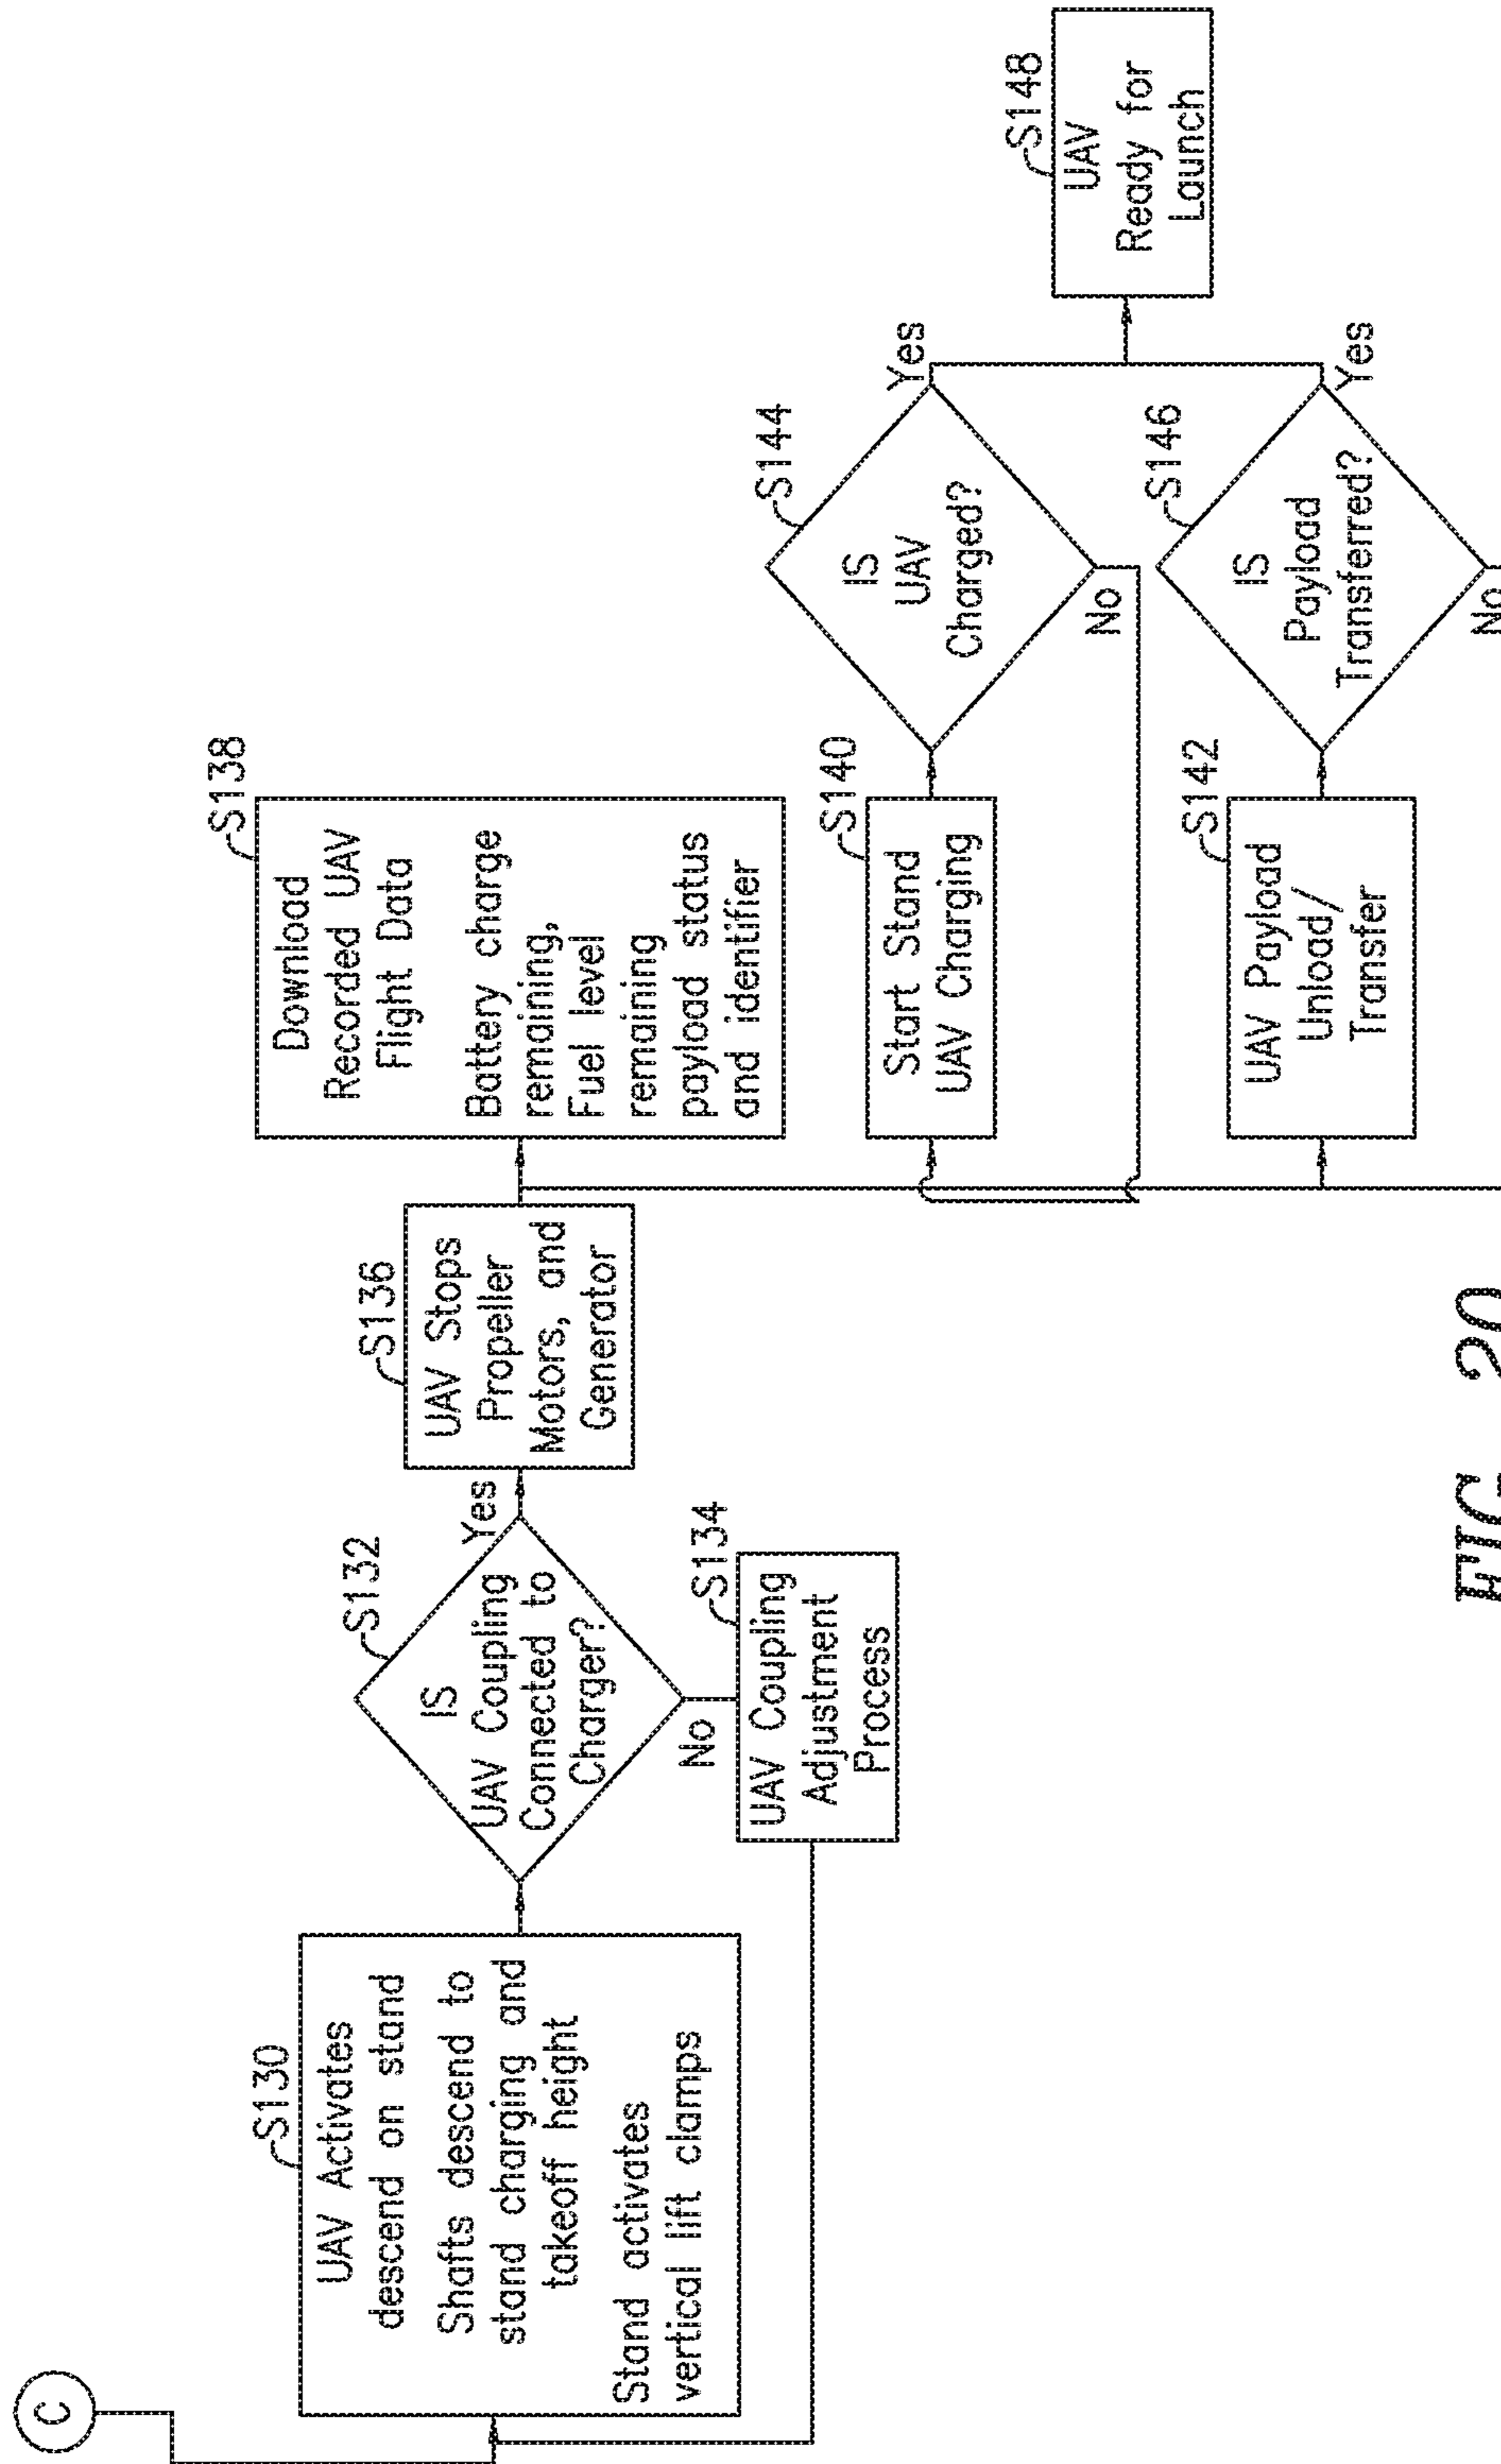 C
S130
UAV Activates
descend on stand
Shafts descend to
stand charging and
takeoff height
Stand activates
vertical lift clamps
S132
IS
UAV Coupling
Connected to
Charger?
Yes
No
S134
UAV Coupling
Adjustment
Process
S136
UAV Stops
Propeller
Motors, and
Generator
S138
Download
Recorded UAV
Flight Data
Battery charge
remaining,
Fuel level
remaining
payload status
and identifier
S140
Start Stand
UAV Charging
S142
UAV Payload
Unload/
Transfer
S144
IS
UAV
Charged?
Yes
No
S146
IS
Payload
Transferred?
Yes
No
S148
UAV
Ready for
Launch
FIG. 20